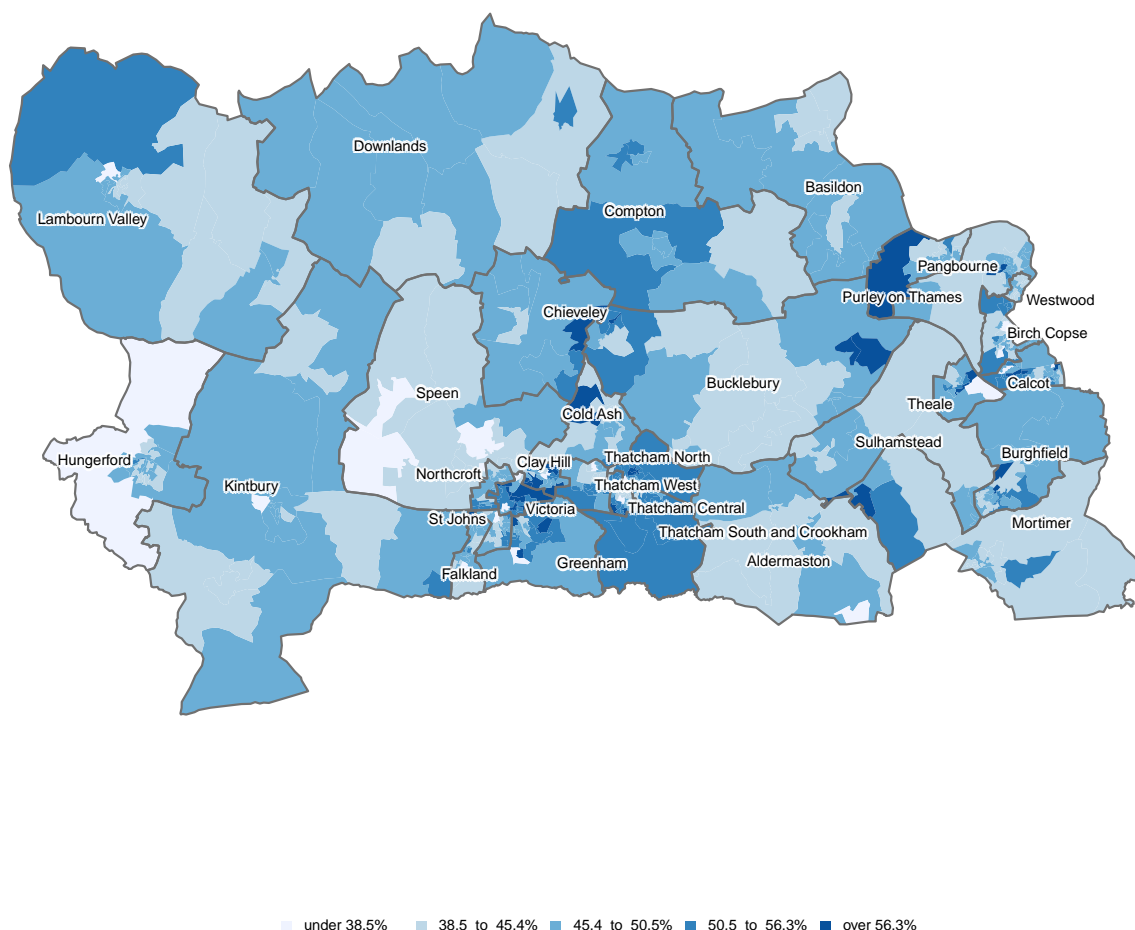 Downlands
Basildon
Lambourn Valley
Compton
Pangbourne
Purley on Thames
Westwood
Chieveley
Birch Copse
Bucklebury
Calcot
Speen
Theale
Cold Ash
Sulhamstead
Burghfield
Hungerford
Clay Hill
Thatcham North
Northcroft
Kintbury
Thatcham West
Victoria
Thatcham Central
St Johns
Mortimer
Thatcham South and Crookham
Greenham
Aldermaston
Falkland
under 38.5% 38.5 to 45.4% 45.4 to 50.5% 50.5 to 56.3% over 56.3%